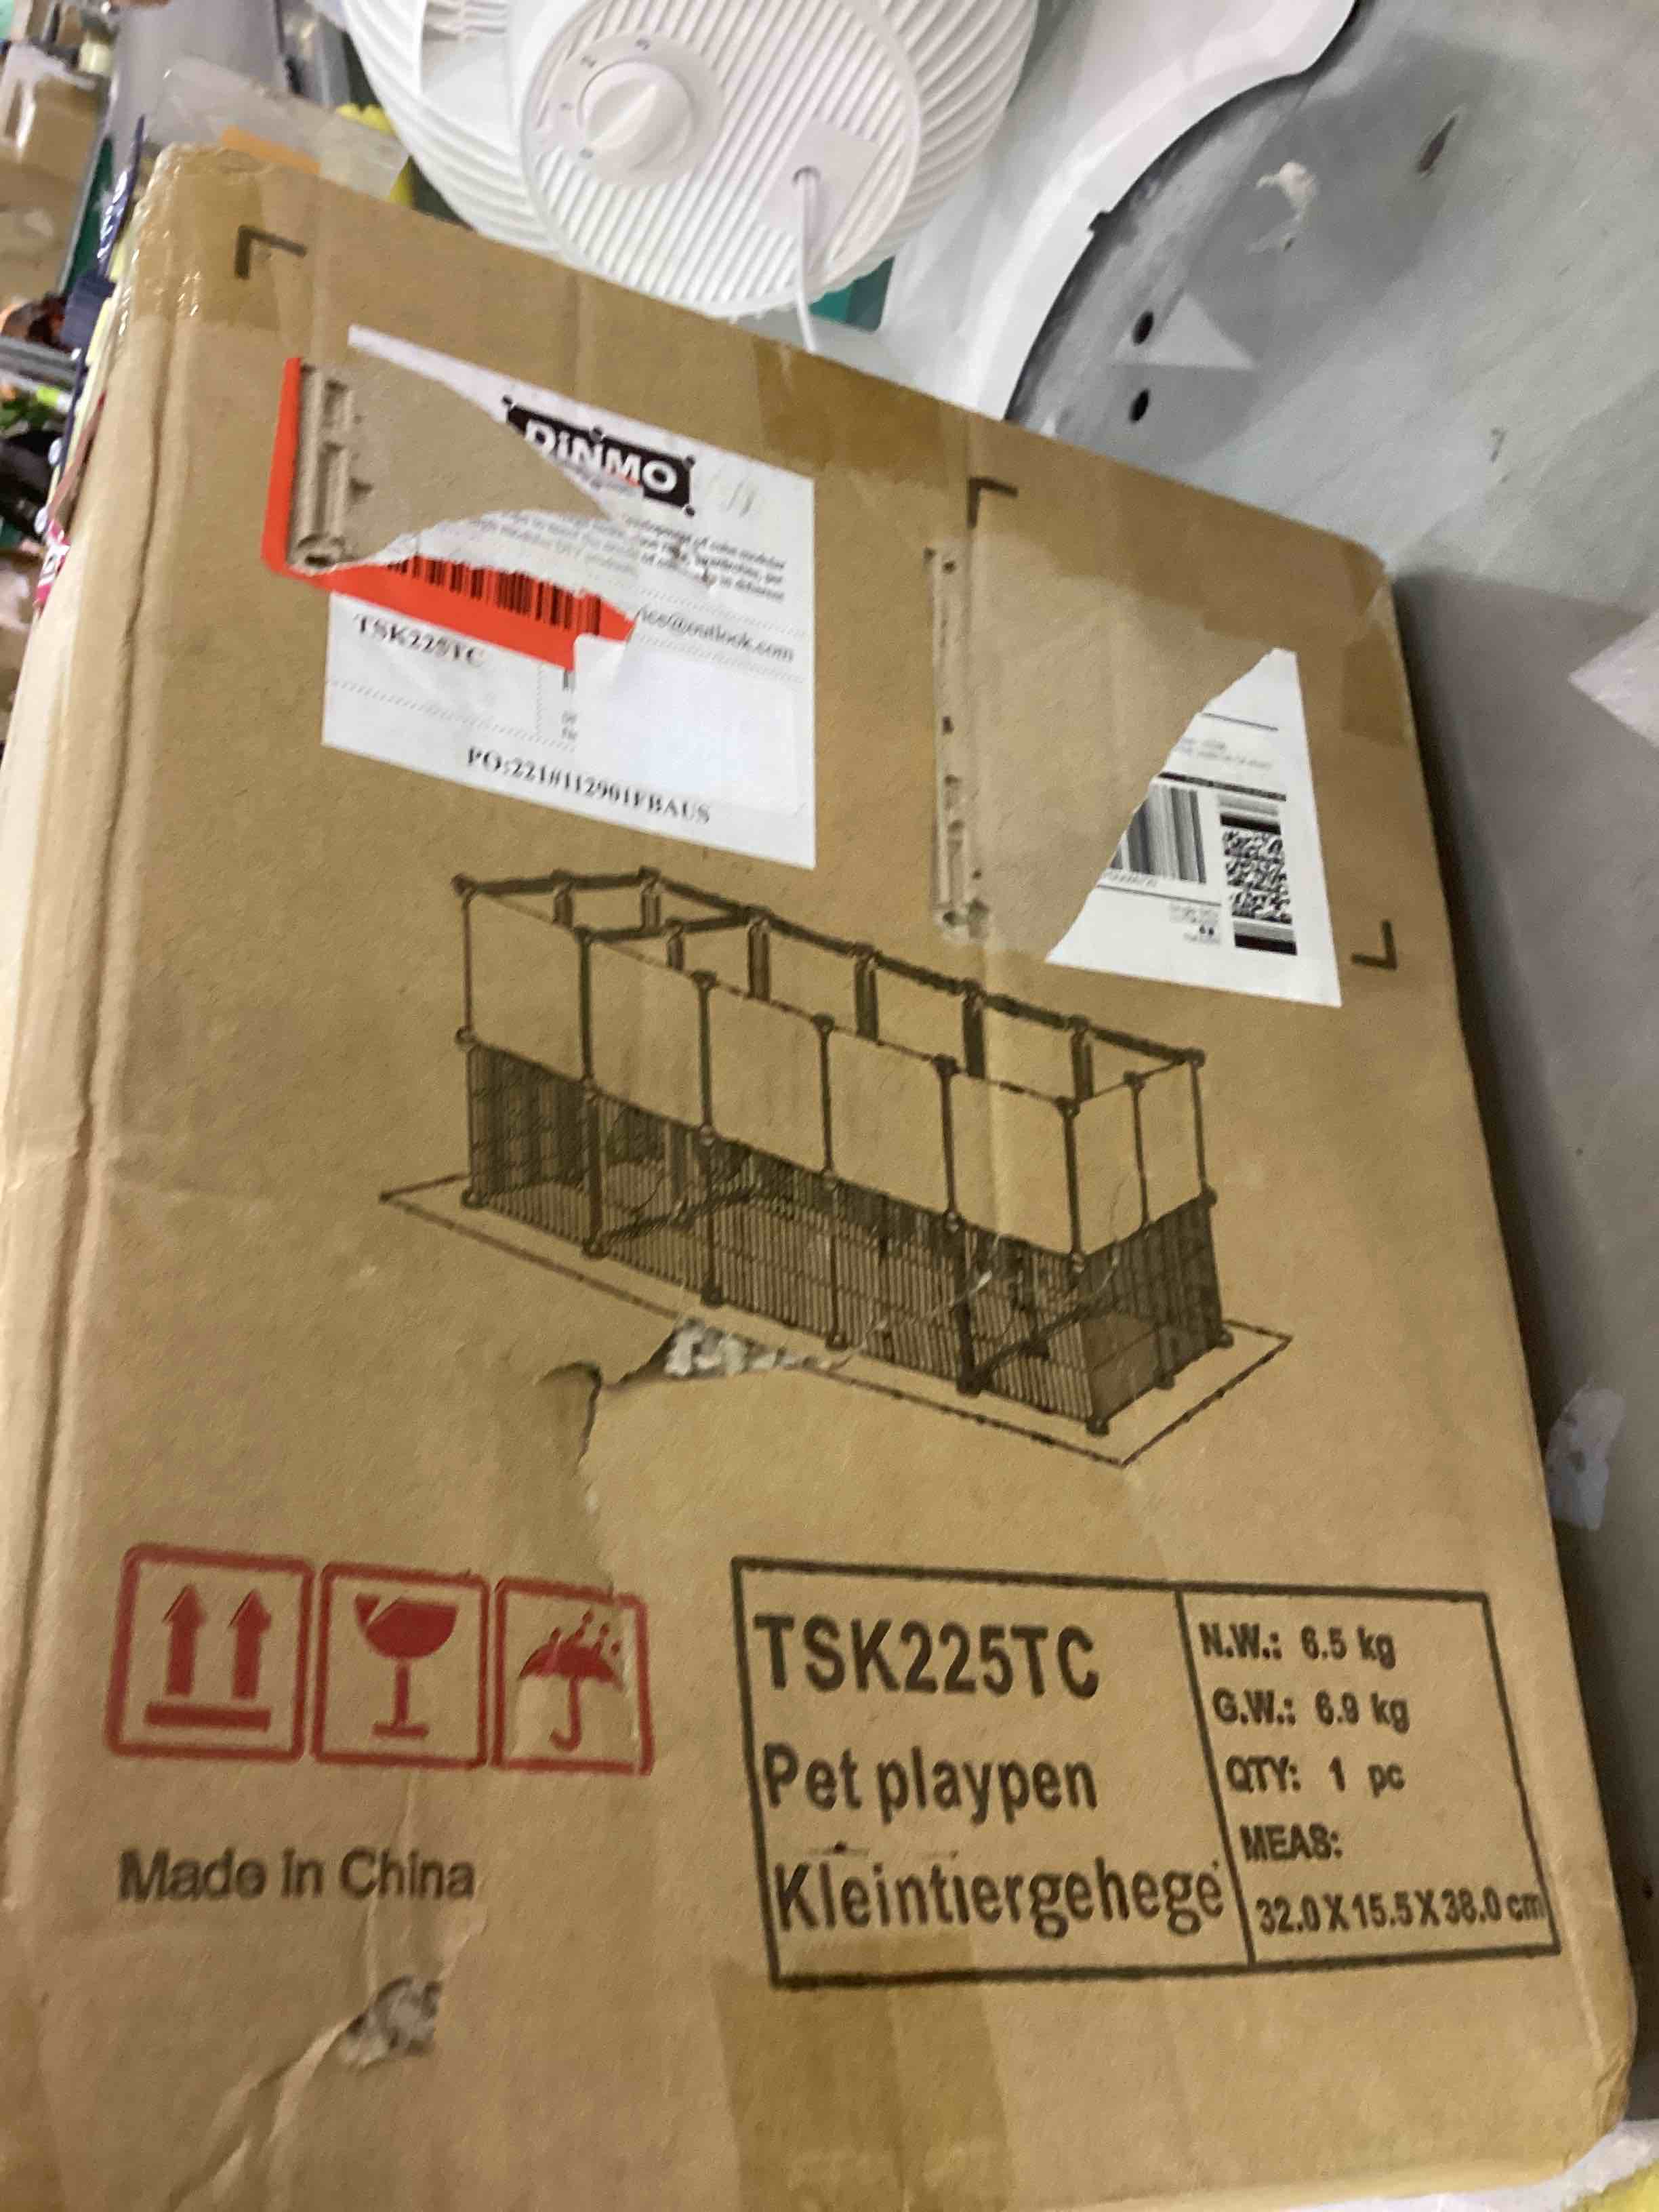 DiNMO
TSK225TC
PO:221#112901FBAUS
TSK225TC
Pet playpen
Kleintiergehege
N.W.: 6.5 kg
G.W.: 6.9 kg
QTY: 1 pc
MEAS:
32.0 X 15.5 X 38.0 cm
Made in China